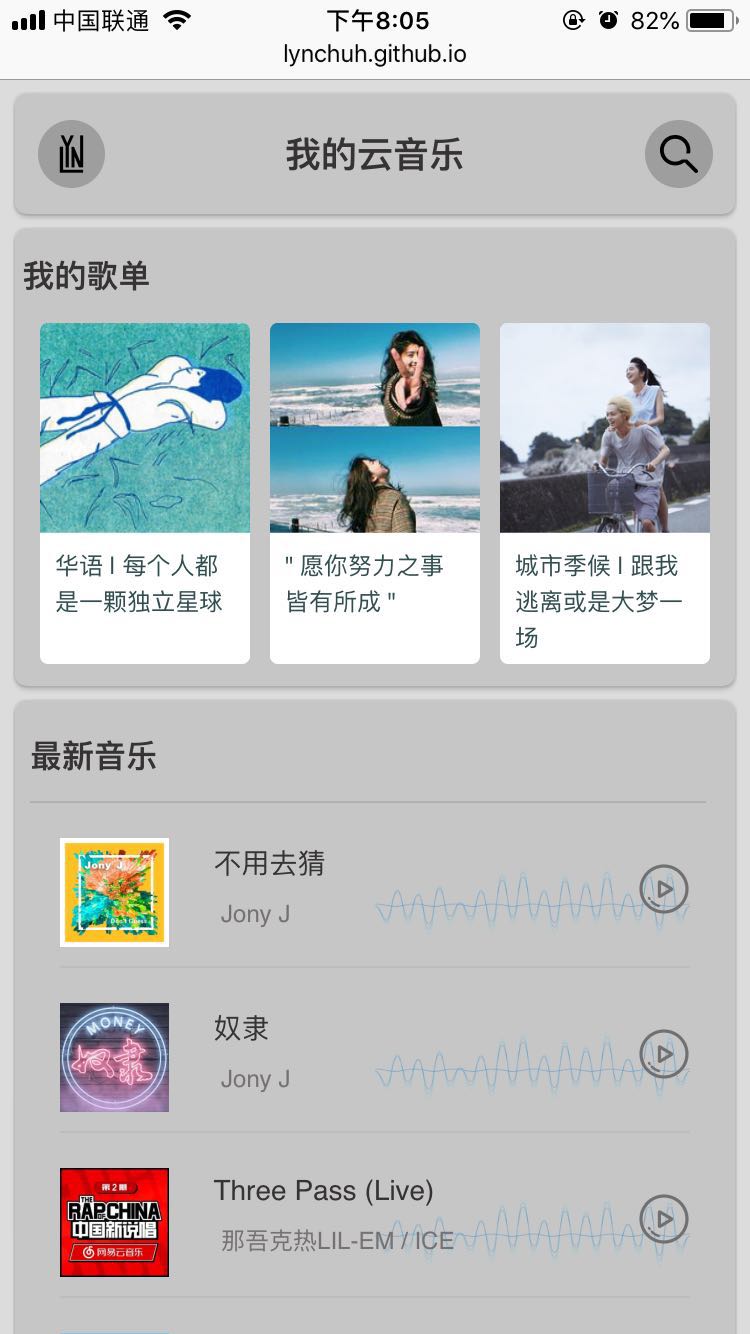 中国联通
下午8:05
82%
lynchuh.github.io
YI
LIN
我的云音乐
我的歌单
华语 l 每个人都
是一颗独立星球
" 愿你努力之事
皆有所成 "
城市季候 l 跟我
逃离或是大梦一
场
最新音乐
Jony J
Don't Guess
不用去猜
Jony J
MONEY
奴隶
奴隶
Jony J
第2期
THE
RAP OF CHINA
中国新说唱
网易云音乐
Three Pass (Live)
那吾克热LIL-EM / ICE